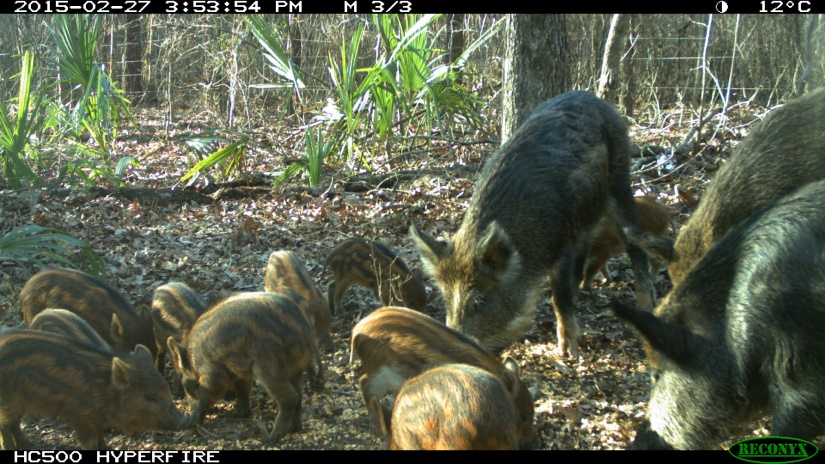 2015-02-27 3:53:54 PM M 3/3 12°C
HC500 HYPERFIRE
RECONYX